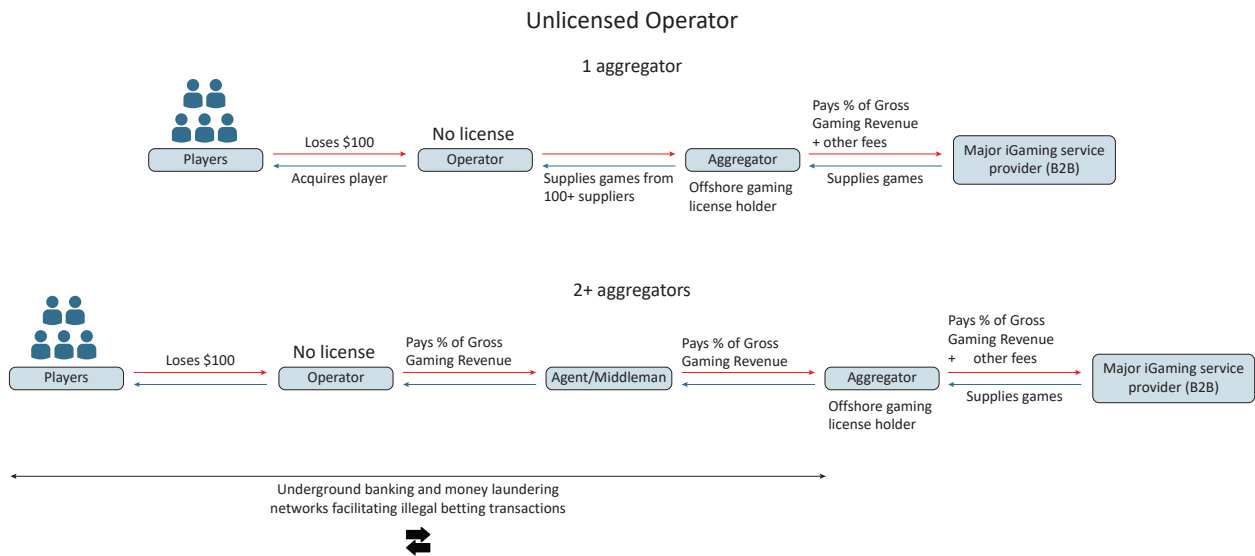 Unlicensed Operator
1 aggregator
Players
Loses $100
Acquires player
No license
Operator
Supplies games from
100+ suppliers
Aggregator
Offshore gaming
license holder
Pays % of Gross
Gaming Revenue
+ other fees
Supplies games
Major iGaming service
provider (B2B)
2+ aggregators
Players
Loses $100
No license
Operator
Pays % of Gross
Gaming Revenue
Agent/Middleman
Pays % of Gross
Gaming Revenue
Aggregator
Offshore gaming
license holder
Pays % of Gross
Gaming Revenue
+ other fees
Supplies games
Major iGaming service
provider (B2B)
Underground banking and money laundering
networks facilitating illegal betting transactions